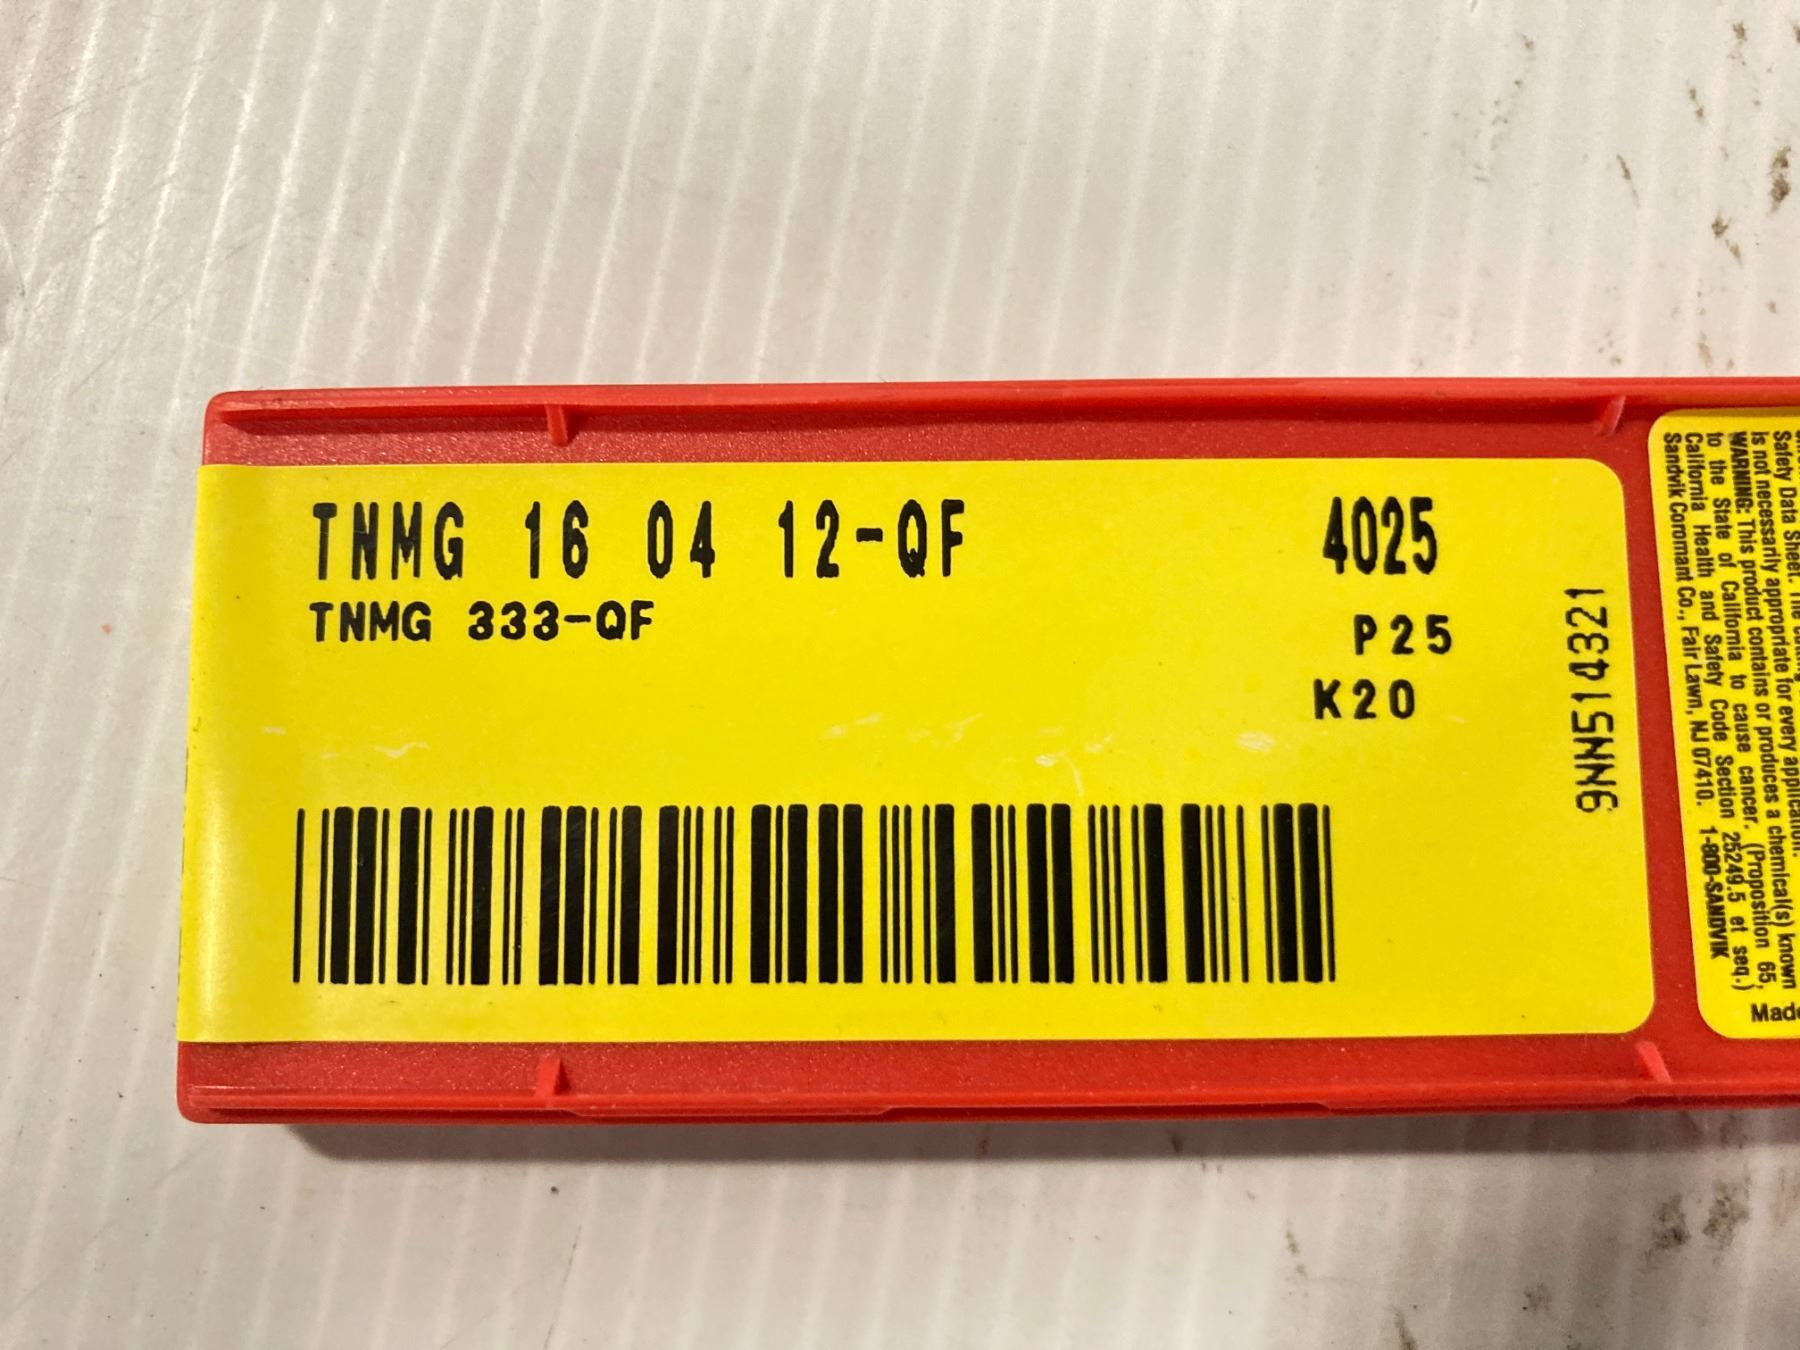 TNMG 16 04 12-QF 4025
TNMG 333-QF P25
K20
9NN514321
Safety Data Sheet. The
is not necessarily appropriate for every application.
WARNING: This product contains or produces a chemical(s) known
to the State of California to cause cancer. (Proposition 65,
California Health and Safety Code Section 25249.5 et seq.)
Sandvik Coromant Co., Fair Lawn, NJ 07410. 1-800-SANDVIK
Made